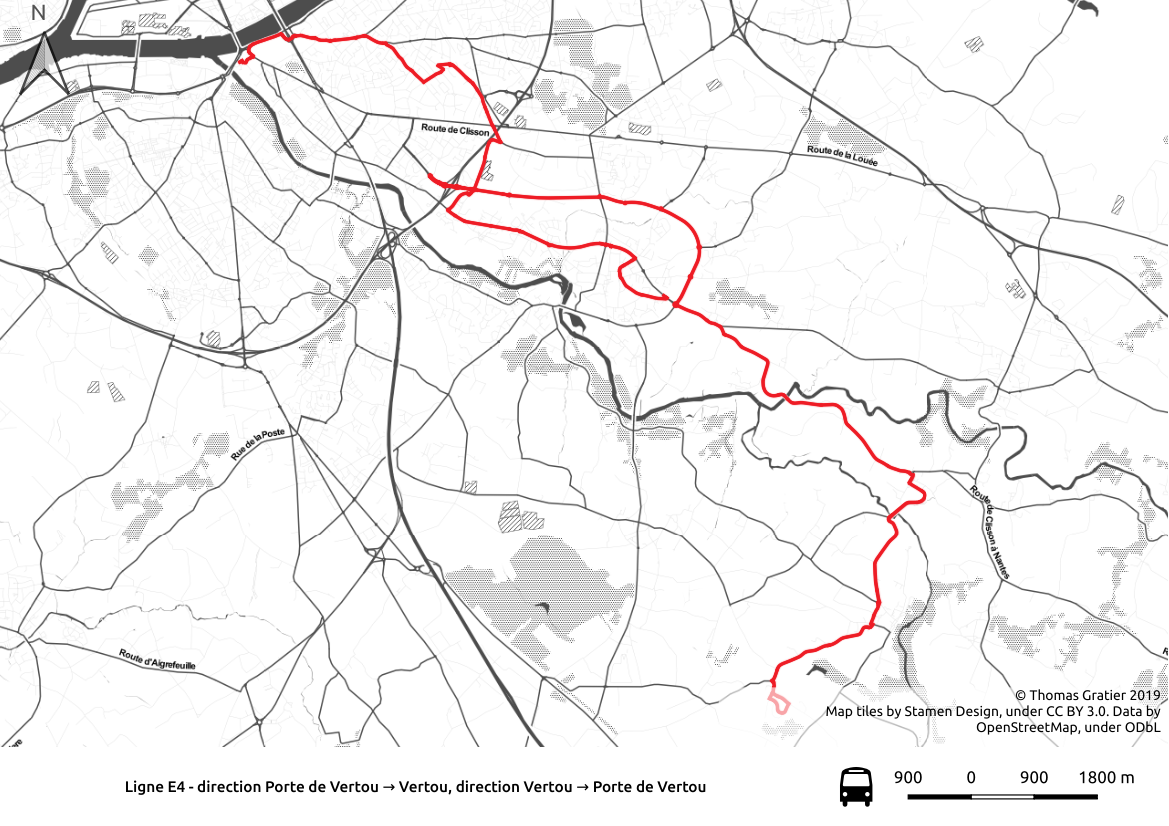 N
Route de Clisson
Route de la Louée
Rue de la Poste
Route de Clisson à Nantes
Route d'Aigrefeuille
© Thomas Gratier 2019
Map tiles by Stamen Design, under CC BY 3.0. Data by
OpenStreetMap, under ODbL
Ligne E4 - direction Porte de Vertou → Vertou, direction Vertou → Porte de Vertou
900 0 900 1800 m